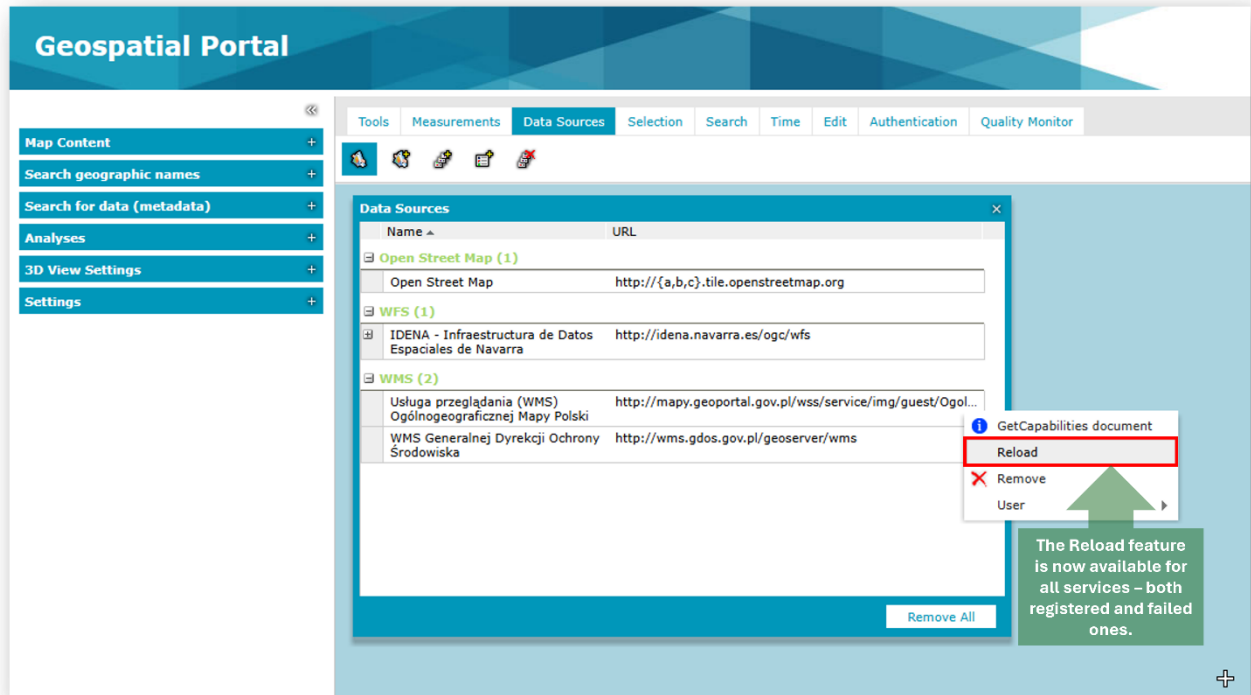 Geospatial Portal
Tools Measurements Data Sources Selection Search Time Edit Authentication Quality Monitor
Map Content
Search geographic names
Search for data (metadata)
Analyses
3D View Settings
Settings
Data Sources
Name URL
Open Street Map (1)
Open Street Map http://{a,b,c}.tile.openstreetmap.org
WFS (1)
IDENA - Infraestructura de Datos http://idena.navarra.es/ogc/wfs
Espaciales de Navarra
WMS (2)
Usługa przeglądania (WMS) http://mapy.geoportal.gov.pl/wss/service/img/guest/Ogol...
Ogólnogeograficznej Mapy Polski
WMS Generalnej Dyrekcji Ochrony http://wms.gdos.gov.pl/geoserver/wms
Środowiska
GetCapabilities document
Reload
Remove
User
The Reload feature
is now available for
all services – both
registered and failed
ones.
Remove All